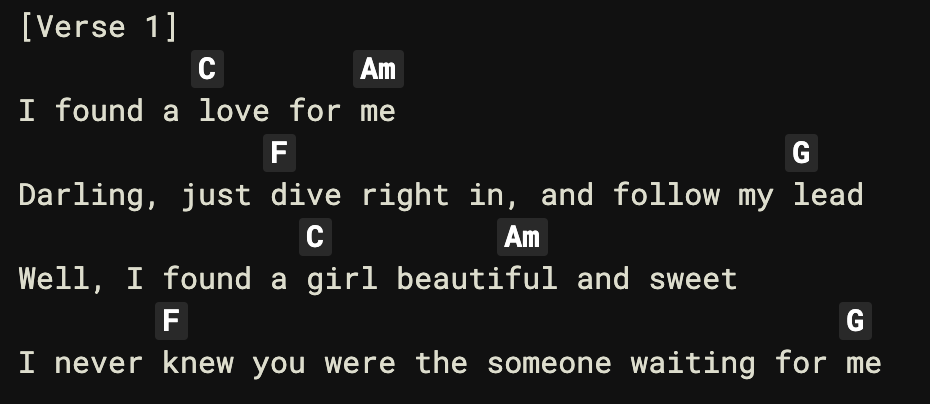 [Verse 1]
C Am
I found a love for me
F G
Darling, just dive right in, and follow my lead
C Am
Well, I found a girl beautiful and sweet
F G
I never knew you were the someone waiting for me